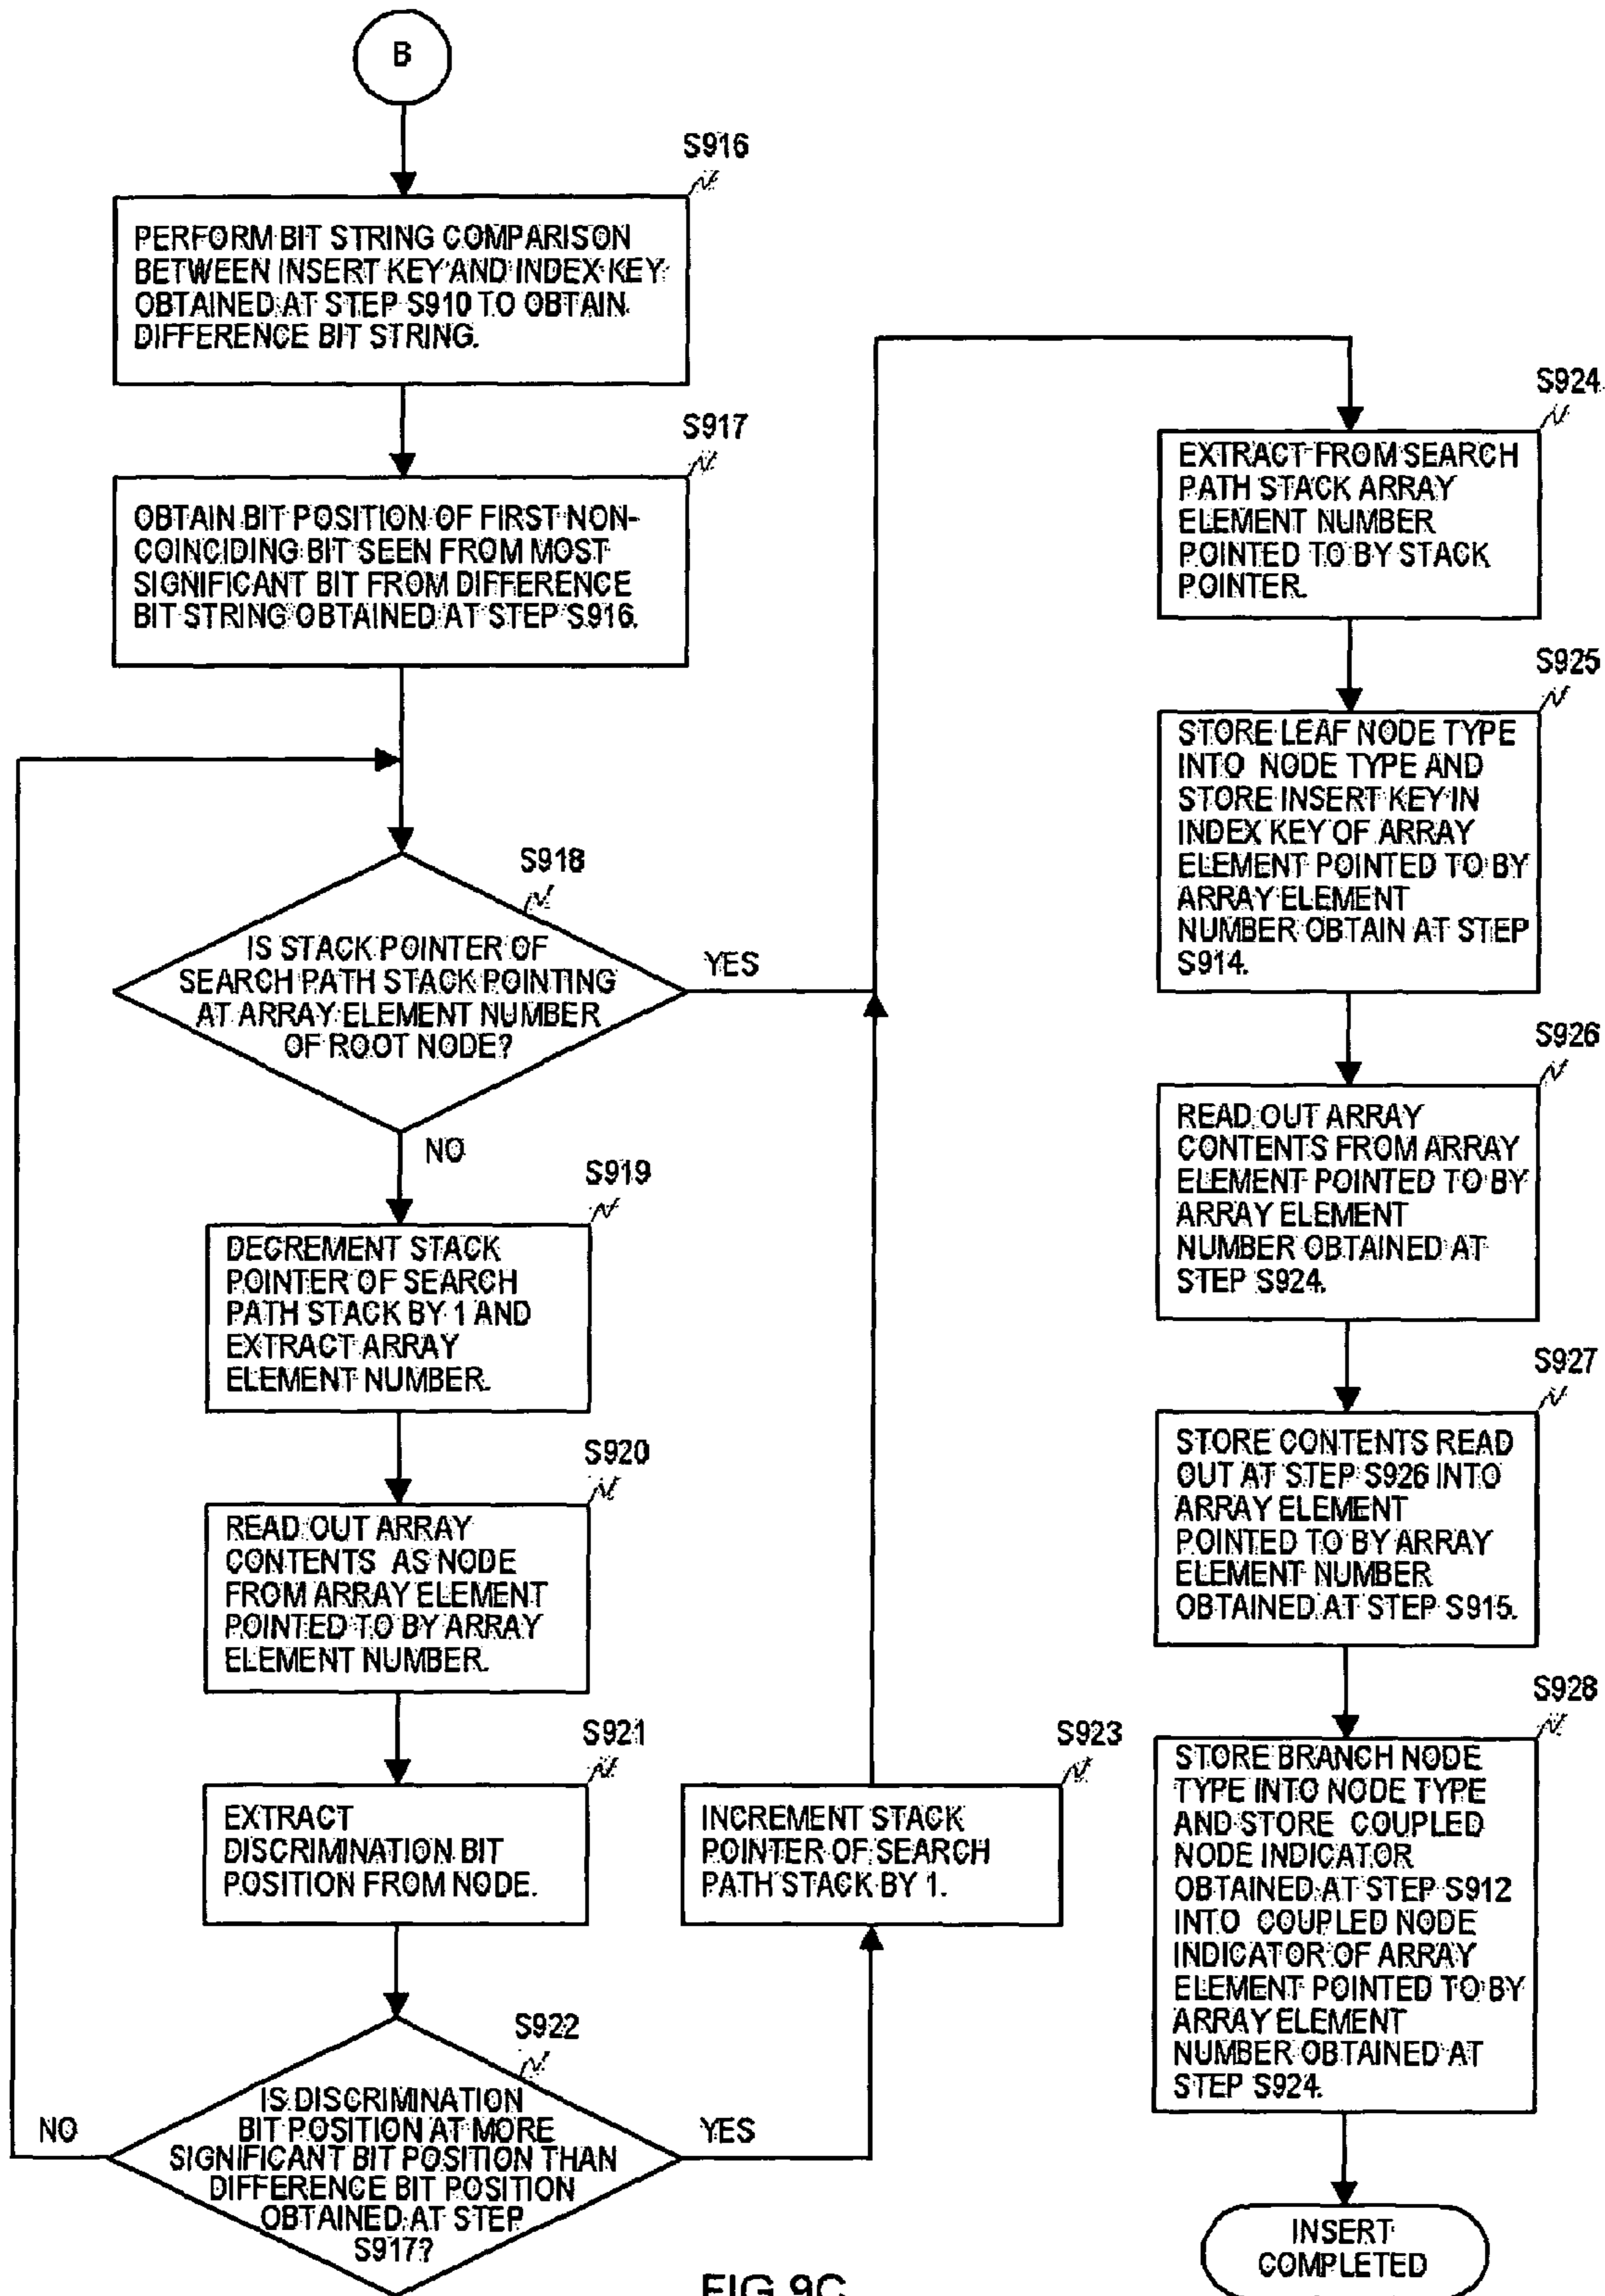 B
S916
PERFORM BIT STRING COMPARISON
BETWEEN INSERT KEY AND INDEX KEY
OBTAINED AT STEP S910 TO OBTAIN
DIFFERENCE BIT STRING.
S917
OBTAIN BIT POSITION OF FIRST NON-
COINCIDING BIT SEEN FROM MOST
SIGNIFICANT BIT FROM DIFFERENCE
BIT STRING OBTAINED AT STEP S916.
S918
IS STACK POINTER OF
SEARCH PATH STACK POINTING
AT ARRAY ELEMENT NUMBER
OF ROOT NODE?
YES
NO
S919
DECREMENT STACK
POINTER OF SEARCH
PATH STACK BY 1 AND
EXTRACT ARRAY
ELEMENT NUMBER.
S920
READ OUT ARRAY
CONTENTS AS NODE
FROM ARRAY ELEMENT
POINTED TO BY ARRAY
ELEMENT NUMBER.
S921
EXTRACT
DISCRIMINATION BIT
POSITION FROM NODE.
S922
IS DISCRIMINATION
BIT POSITION AT MORE
SIGNIFICANT BIT POSITION THAN
DIFFERENCE BIT POSITION
OBTAINED AT STEP
S917?
NO
YES
S923
INCREMENT STACK
POINTER OF SEARCH
PATH STACK BY 1.
S924
EXTRACT FROM SEARCH
PATH STACK ARRAY
ELEMENT NUMBER
POINTED TO BY STACK
POINTER.
S925
STORE LEAF NODE TYPE
INTO NODE TYPE AND
STORE INSERT KEY IN
INDEX KEY OF ARRAY
ELEMENT POINTED TO BY
ARRAY ELEMENT
NUMBER OBTAIN AT STEP
S914.
S926
READ OUT ARRAY
CONTENTS FROM ARRAY
ELEMENT POINTED TO BY
ARRAY ELEMENT
NUMBER OBTAINED AT
STEP S924.
S927
STORE CONTENTS READ
OUT AT STEP S926 INTO
ARRAY ELEMENT
POINTED TO BY ARRAY
ELEMENT NUMBER
OBTAINED AT STEP S915.
S928
STORE BRANCH NODE
TYPE INTO NODE TYPE
AND STORE COUPLED
NODE INDICATOR
OBTAINED AT STEP S912
INTO COUPLED NODE
INDICATOR OF ARRAY
ELEMENT POINTED TO BY
ARRAY ELEMENT
NUMBER OBTAINED AT
STEP S924.
INSERT
COMPLETED
FIG.9C